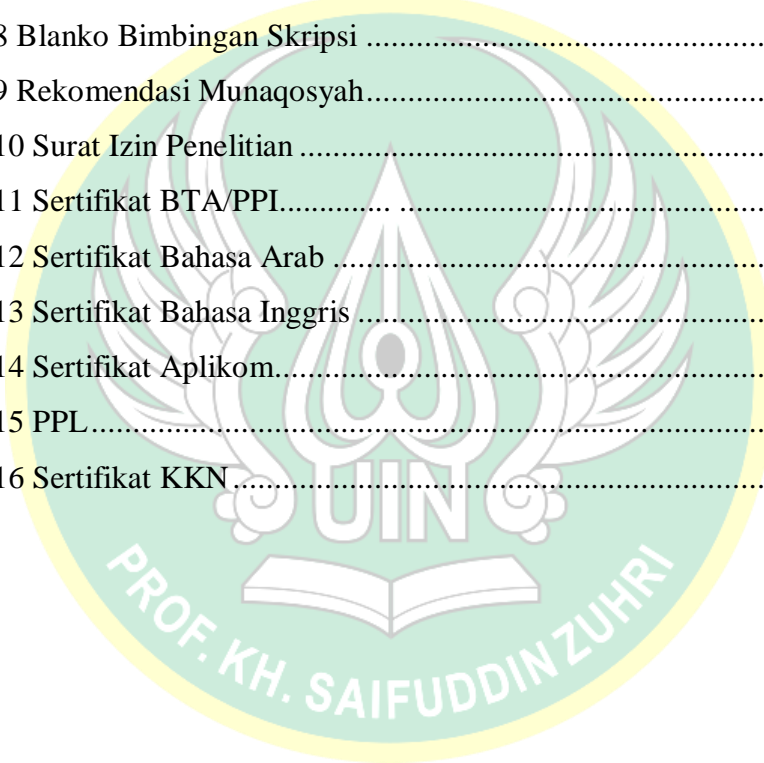 8 Blanko Bimbingan Skripsi ........................................................
9 Rekomendasi Munaqosyah........................................................
10 Surat Izin Penelitian ................................................................
11 Sertifikat BTA/PPI.............. ....................................................
12 Sertifikat Bahasa Arab ............................................................
13 Sertifikat Bahasa Inggris .........................................................
14 Sertifikat Aplikom....................................................................
15 PPL..........................................................................................
16 Sertifikat KKN.........................................................................
UIN
PROF. KH. SAIFUDDIN ZUHRI